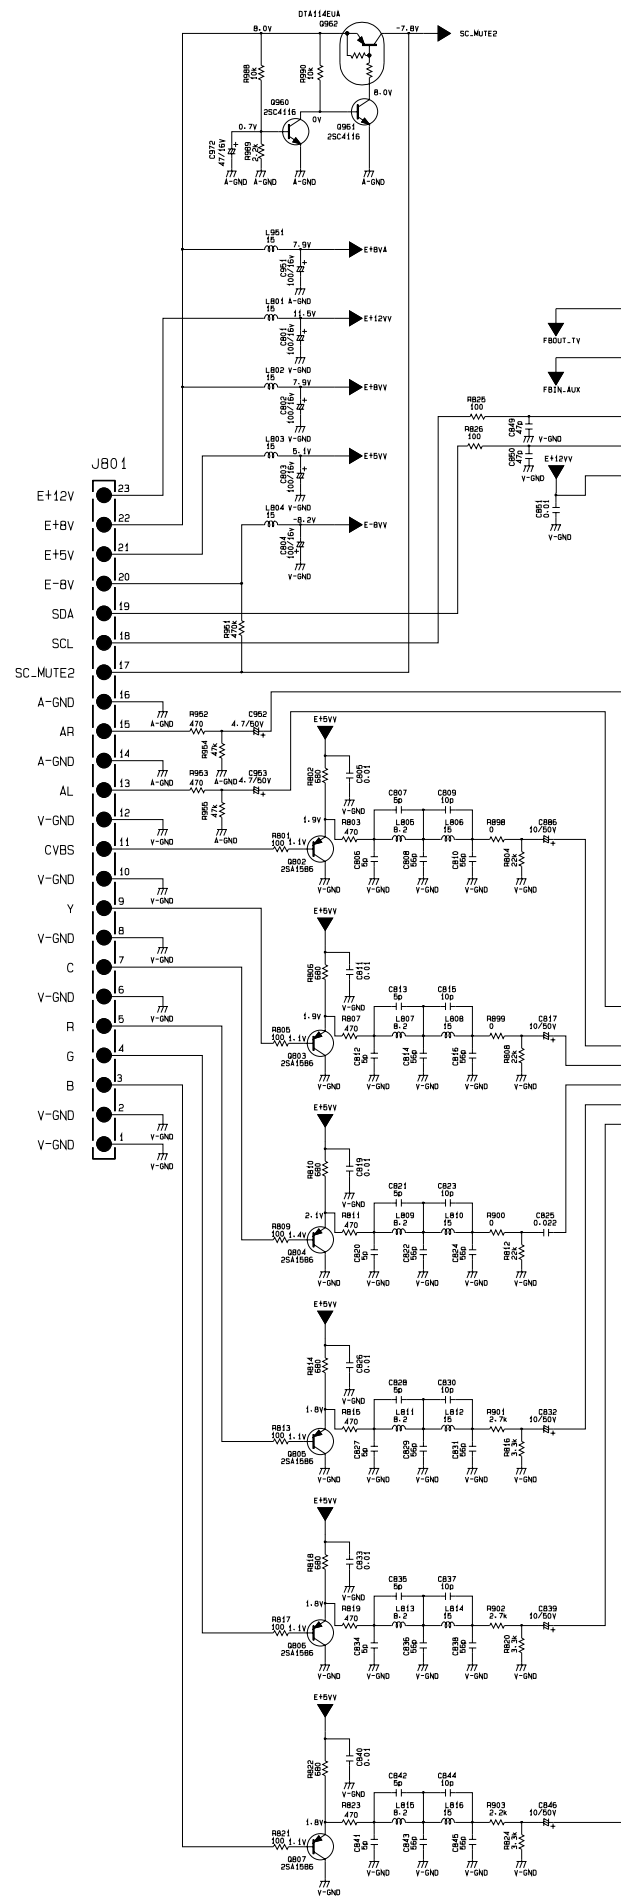 DTA114EUA
Q962
8.0V
-7.8V
SC_MUTE2
R988
10k
R990
10k
8.0V
Q960
2SC4116
0V
Q961
2SC4116
0.7V
C972
47/16V
R989
2.2k
A-GND
A-GND
A-GND
A-GND
L951
15
7.9V
E+8VA
C951
100/16v
A-GND
L801
15
11.5V
E+12VV
C801
100/16v
V-GND
L802
15
7.9V
E+8VV
C802
100/16v
V-GND
L803
15
5.1V
E+5VV
C803
100/16v
V-GND
L804
15
-8.2V
E-8VV
C804
100/16v
V-GND
FBOUT_TV
FBIN_AUX
R825
100
C849
47p
V-GND
R826
100
C850
47p
V-GND
E+12VV
C851
0.01
V-GND
J801
E+12V 23
E+8V 22
E+5V 21
E-8V 20
SDA 19
SCL 18
SC_MUTE2 17
A-GND 16
AR 15
A-GND 14
AL 13
V-GND 12
CVBS 11
V-GND 10
Y 9
V-GND 8
C 7
V-GND 6
R 5
G 4
B 3
V-GND 2
V-GND 1
R951
470k
A-GND
R952
470
C952
4.7/50V
R954
47k
A-GND
A-GND
R953
470
C953
4.7/50V
R955
47k
A-GND
V-GND
V-GND
V-GND
V-GND
V-GND
V-GND
E+5VV
R802
680
C805
0.01
V-GND
1.9V
R801
100
1.1V
Q802
2SA1586
V-GND
R803
470
C807
5p
L805
8.2
C809
10p
L806
15
C806
5p
C808
56p
C810
56p
R898
0
C886
10/50V
R804
22k
V-GND
V-GND
V-GND
V-GND
E+5VV
R806
680
C811
0.01
V-GND
1.9V
R805
100
1.1V
Q803
2SA1586
V-GND
R807
470
C813
5p
L807
8.2
C815
10p
L808
15
C812
5p
C814
56p
C816
56p
R899
0
C817
10/50V
R808
22k
V-GND
V-GND
V-GND
V-GND
E+5VV
R810
680
C819
0.01
V-GND
2.1V
R809
100
1.4V
Q804
2SA1586
V-GND
R811
470
C821
5p
L809
8.2
C823
10p
L810
15
C820
5p
C822
56p
C824
56p
R900
0
C825
0.022
R812
22k
V-GND
V-GND
V-GND
V-GND
E+5VV
R814
680
C826
0.01
V-GND
1.8V
R813
100
1.1V
Q805
2SA1586
V-GND
R815
470
C828
5p
L811
8.2
C830
10p
L812
15
C827
5p
C829
56p
C831
56p
R901
2.7k
C832
10/50V
R816
3.3k
V-GND
V-GND
V-GND
V-GND
E+5VV
R818
680
C833
0.01
V-GND
1.8V
R817
100
1.1V
Q806
2SA1586
V-GND
R819
470
C835
5p
L813
8.2
C837
10p
L814
15
C834
5p
C836
56p
C838
56p
R902
2.7k
C839
10/50V
R820
3.3k
V-GND
V-GND
V-GND
V-GND
E+5VV
R822
680
C840
0.01
V-GND
1.8V
R821
100
1.1V
Q807
2SA1586
V-GND
R823
470
C842
5p
L815
8.2
C844
10p
L816
15
C841
5p
C843
56p
C845
56p
R903
2.2k
C846
10/50V
R824
3.3k
V-GND
V-GND
V-GND
V-GND